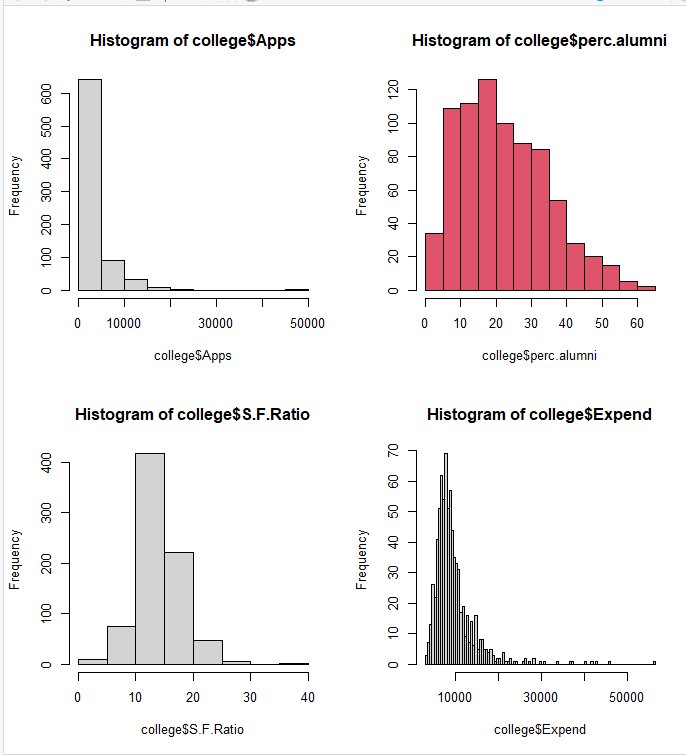 Histogram of college$Apps
Frequency
0 100 200 300 400 500 600
0 10000 30000 50000
college$Apps
Histogram of college$perc.alumni
Frequency
0 20 40 60 80 100 120
0 10 20 30 40 50 60
college$perc.alumni
Histogram of college$S.F.Ratio
Frequency
0 100 200 300 400
0 10 20 30 40
college$S.F.Ratio
Histogram of college$Expend
Frequency
0 10 20 30 40 50 60 70
10000 30000 50000
college$Expend